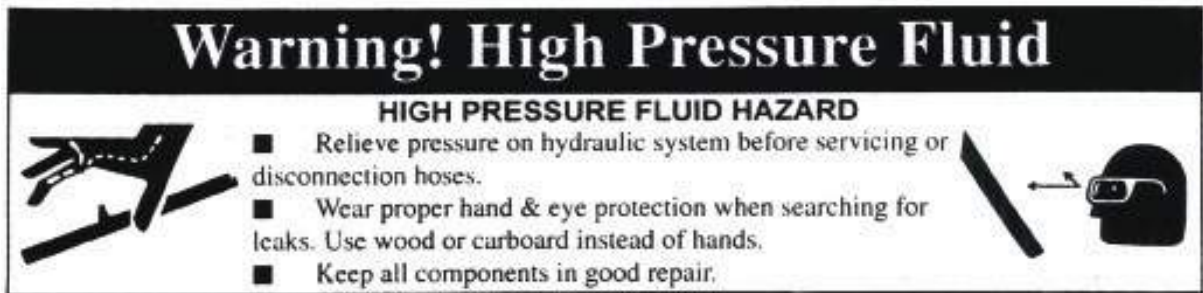 Warning! High Pressure Fluid
HIGH PRESSURE FLUID HAZARD
■ Relieve pressure on hydraulic system before servicing or
disconnection hoses.
■ Wear proper hand & eye protection when searching for
leaks. Use wood or carboard instead of hands.
■ Keep all components in good repair.